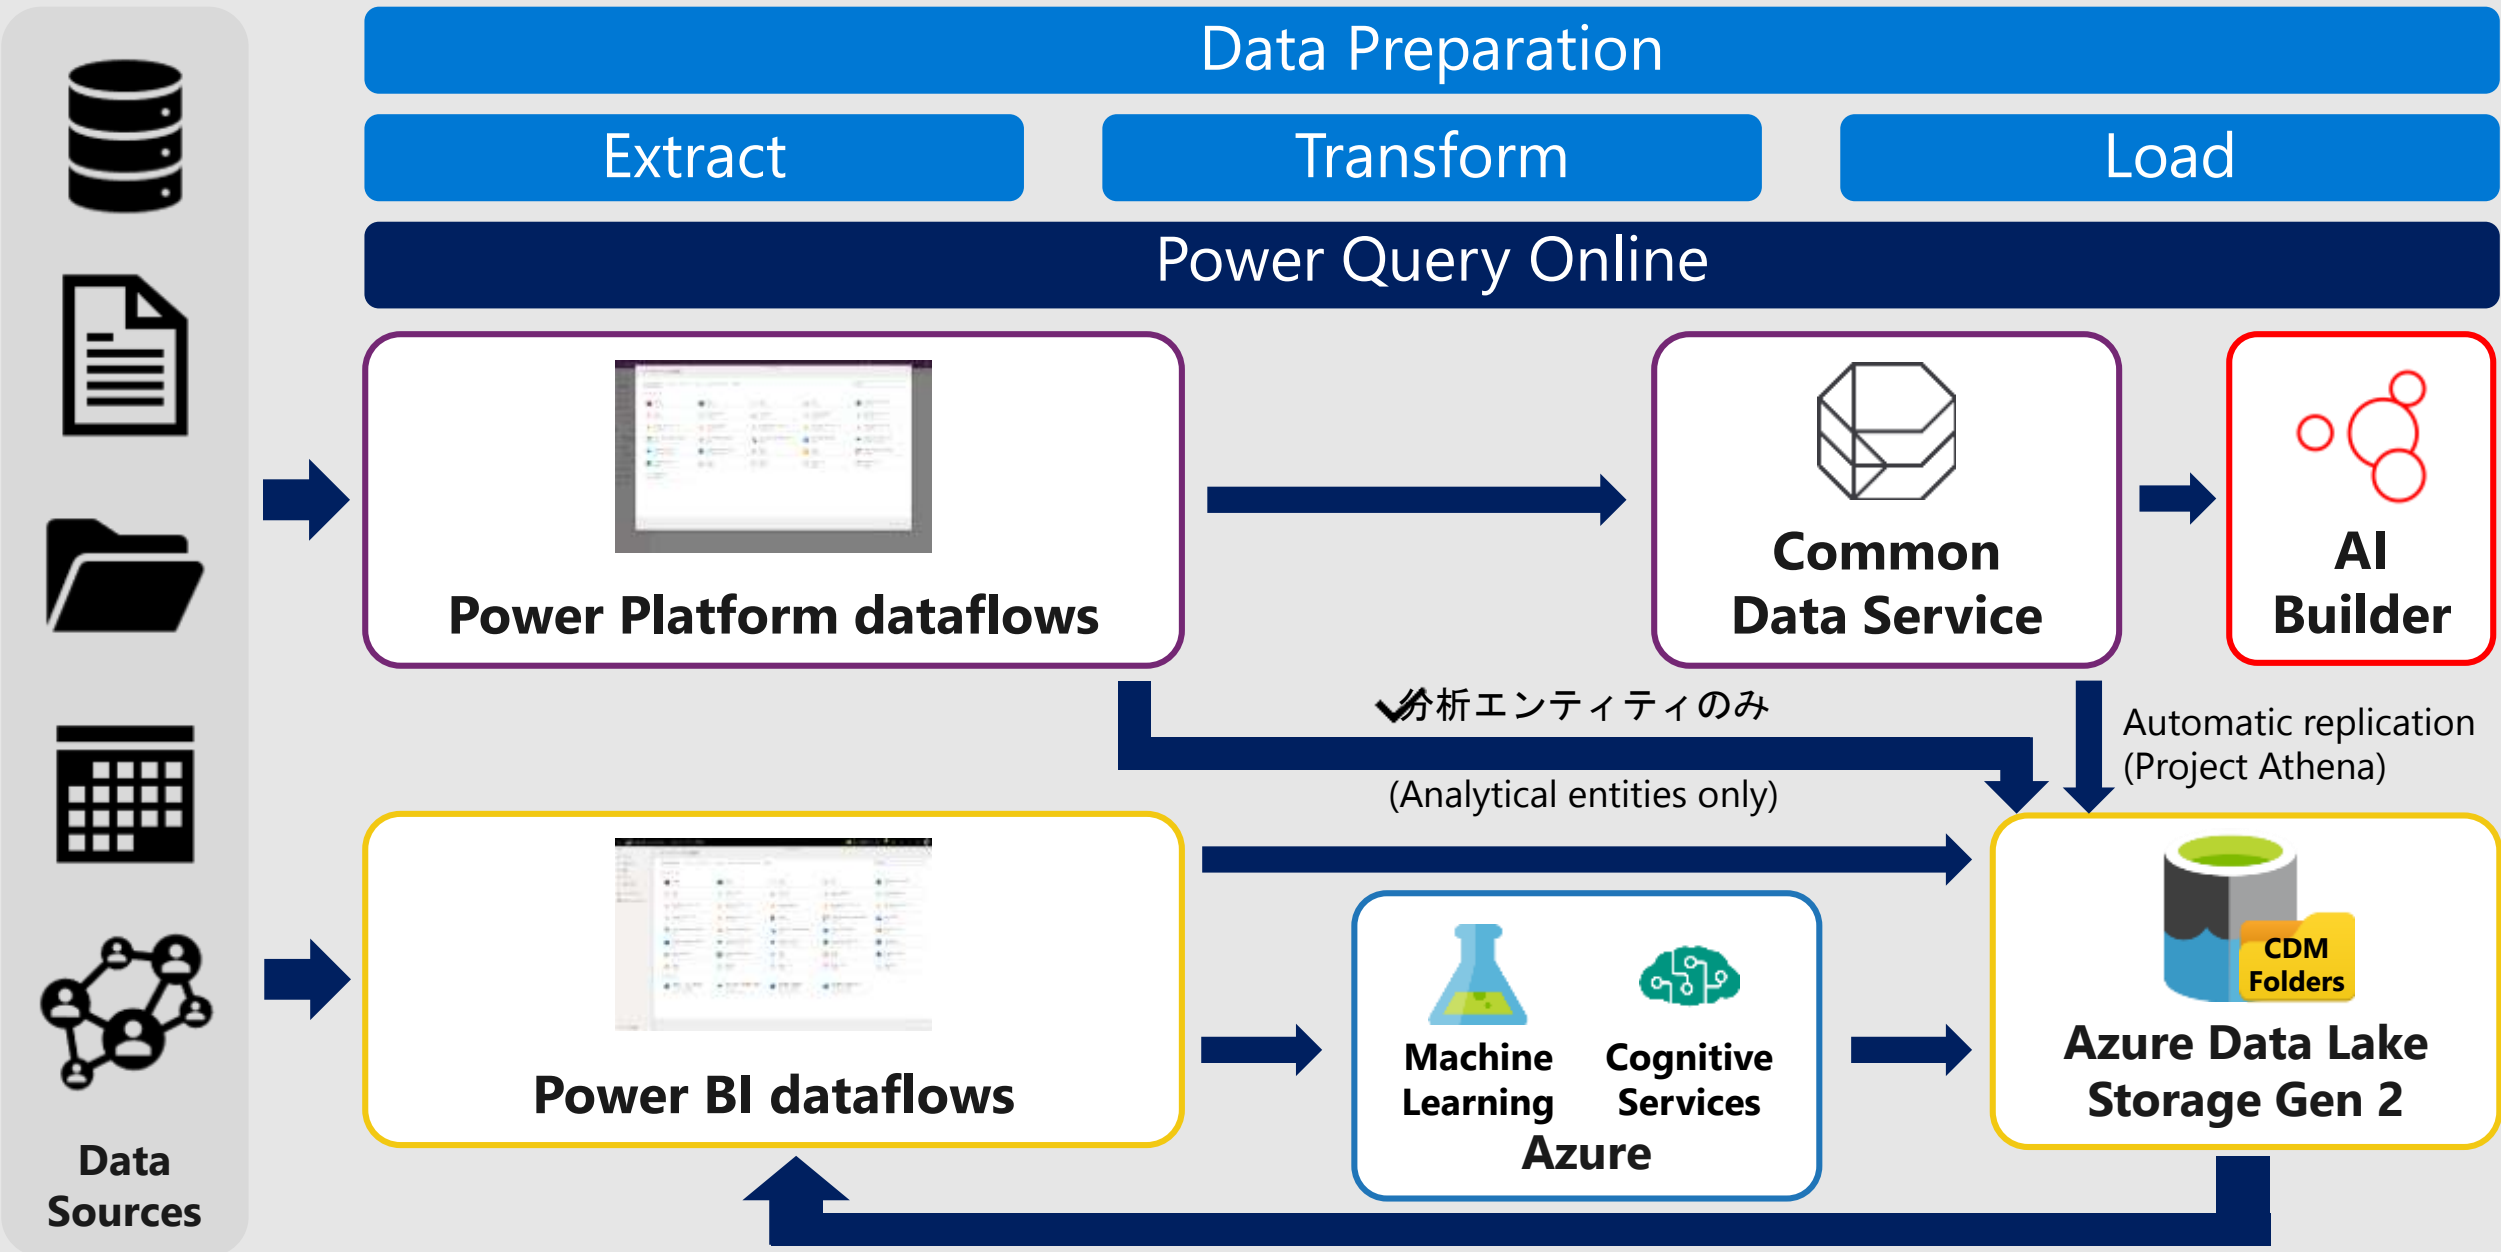 Data Preparation
Extract
Transform
Load
Power Query Online
Power Platform dataflows
Common
Data Service
AI
Builder
分析エンティティのみ
(Analytical entities only)
Automatic replication
(Project Athena)
Power BI dataflows
Machine
Learning
Cognitive
Services
Azure
CDM
Folders
Azure Data Lake
Storage Gen 2
Data
Sources